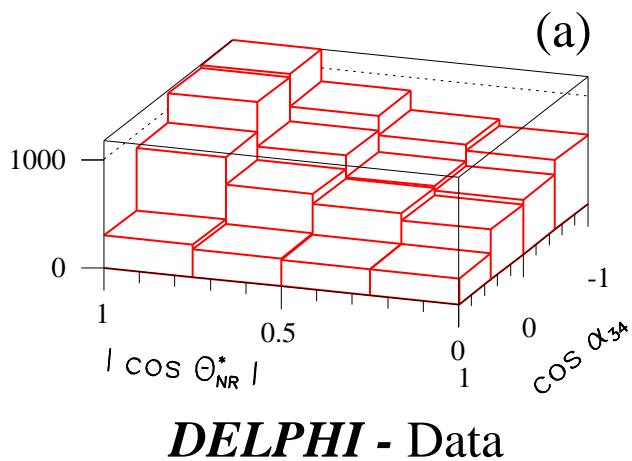 (a)
1000
0
1
0.5
0
1
0
-1
| COS Θ*NR |
COS α34
DELPHI - Data